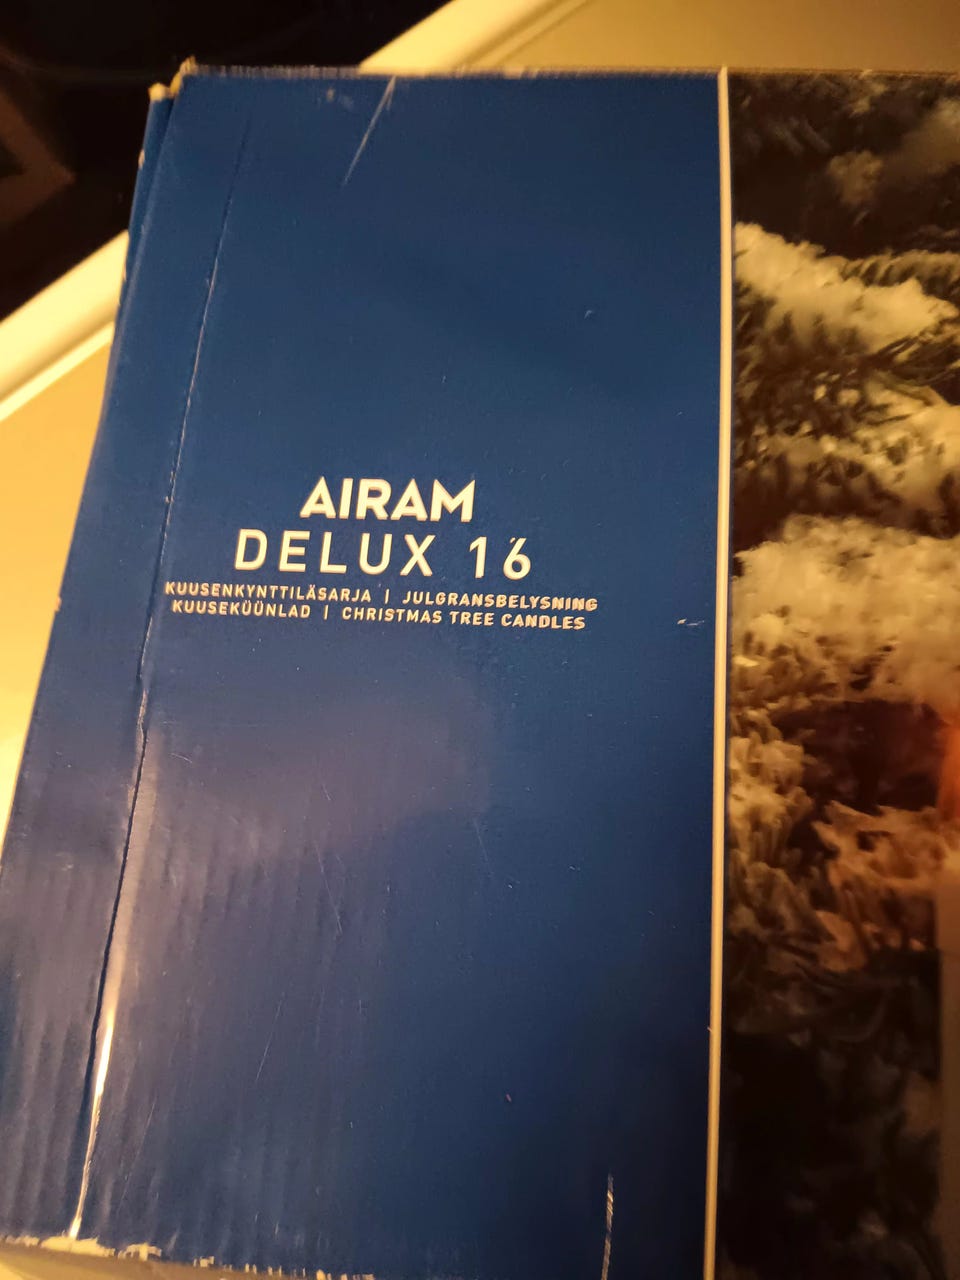 AIRAM
DELUX 16
KUUSENKYNTTILÄSARJA | JULGRANSBELYSNING
KUUSEKÜÜNLAD | CHRISTMAS TREE CANDLES